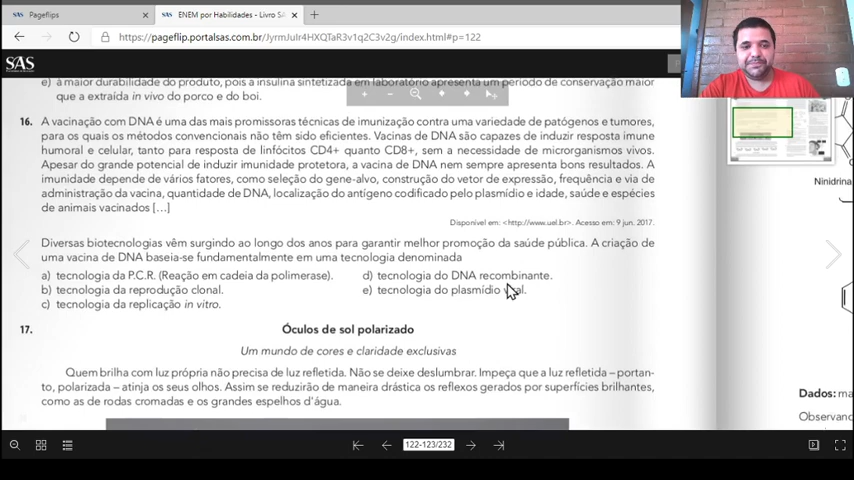 Pageflips
ENEM por Habilidades - Livro SA
https://pageflip.portalsas.com.br/JyrmJuIr4HXQTaR3v1q2C3v2g/index.html#p=122
SAS
e) a maior durabilidade do produto, pois a insulina sintetizada em laboratório apresenta um período de conservação maior
que a extraída in vivo do porco e do boi.
16. A vacinação com DNA é uma das mais promissoras técnicas de imunização contra uma variedade de patógenos e tumores,
para os quais os métodos convencionais não têm sido eficientes. Vacinas de DNA são capazes de induzir resposta imune
humoral e celular, tanto para resposta de linfócitos CD4+ quanto CD8+, sem a necessidade de microrganismos vivos.
Apesar do grande potencial de induzir imunidade protetora, a vacina de DNA nem sempre apresenta bons resultados. A
imunidade depende de vários fatores, como seleção do gene-alvo, construção do vetor de expressão, frequência e via de
administração da vacina, quantidade de DNA, localização do antígeno codificado pelo plasmídio e idade, saúde e espécies
de animais vacinados [...]
Disponível em: <http://www.uel.br>. Acesso em: 9 jun. 2017.
Diversas biotecnologias vêm surgindo ao longo dos anos para garantir melhor promoção da saúde pública. A criação de
uma vacina de DNA baseia-se fundamentalmente em uma tecnologia denominada
a) tecnologia da P.C.R. (Reação em cadeia da polimerase).
b) tecnologia da reprodução clonal.
c) tecnologia da replicação in vitro.
d) tecnologia do DNA recombinante.
e) tecnologia do plasmídio viral.
17. Óculos de sol polarizado
Um mundo de cores e claridade exclusivas
Quem brilha com luz própria não precisa de luz refletida. Não se deixe deslumbrar. Impeça que a luz refletida – portan-
to, polarizada – atinja os seus olhos. Assim se reduzirão de maneira drástica os reflexos gerados por superfícies brilhantes,
como as de rodas cromadas e os grandes espelhos d'água.
Ninidrina
Dados: ma
Observand
122-123/232